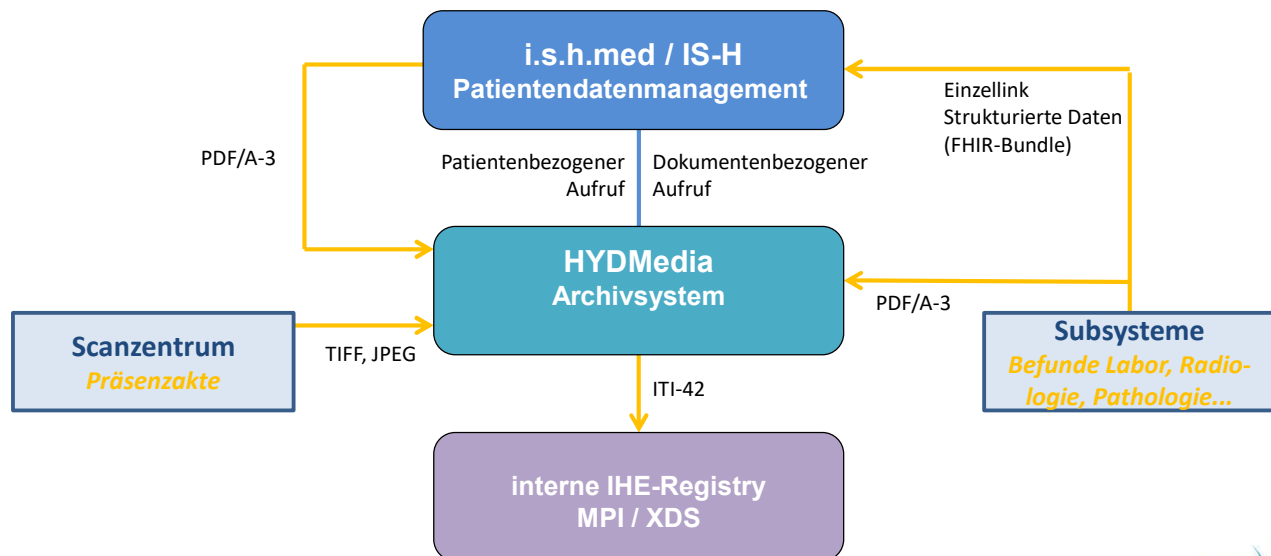 i.s.h.med / IS-H
Patientendatenmanagement
Einzellink
Strukturierte Daten
(FHIR-Bundle)
PDF/A-3
Patientenbezogener
Aufruf
Dokumentenbezogener
Aufruf
HYDMedia
Archivsystem
PDF/A-3
Scanzentrum
Präsenzakte
TIFF, JPEG
Subsysteme
Befunde Labor, Radio-
logie, Pathologie...
ITI-42
interne IHE-Registry
MPI / XDS